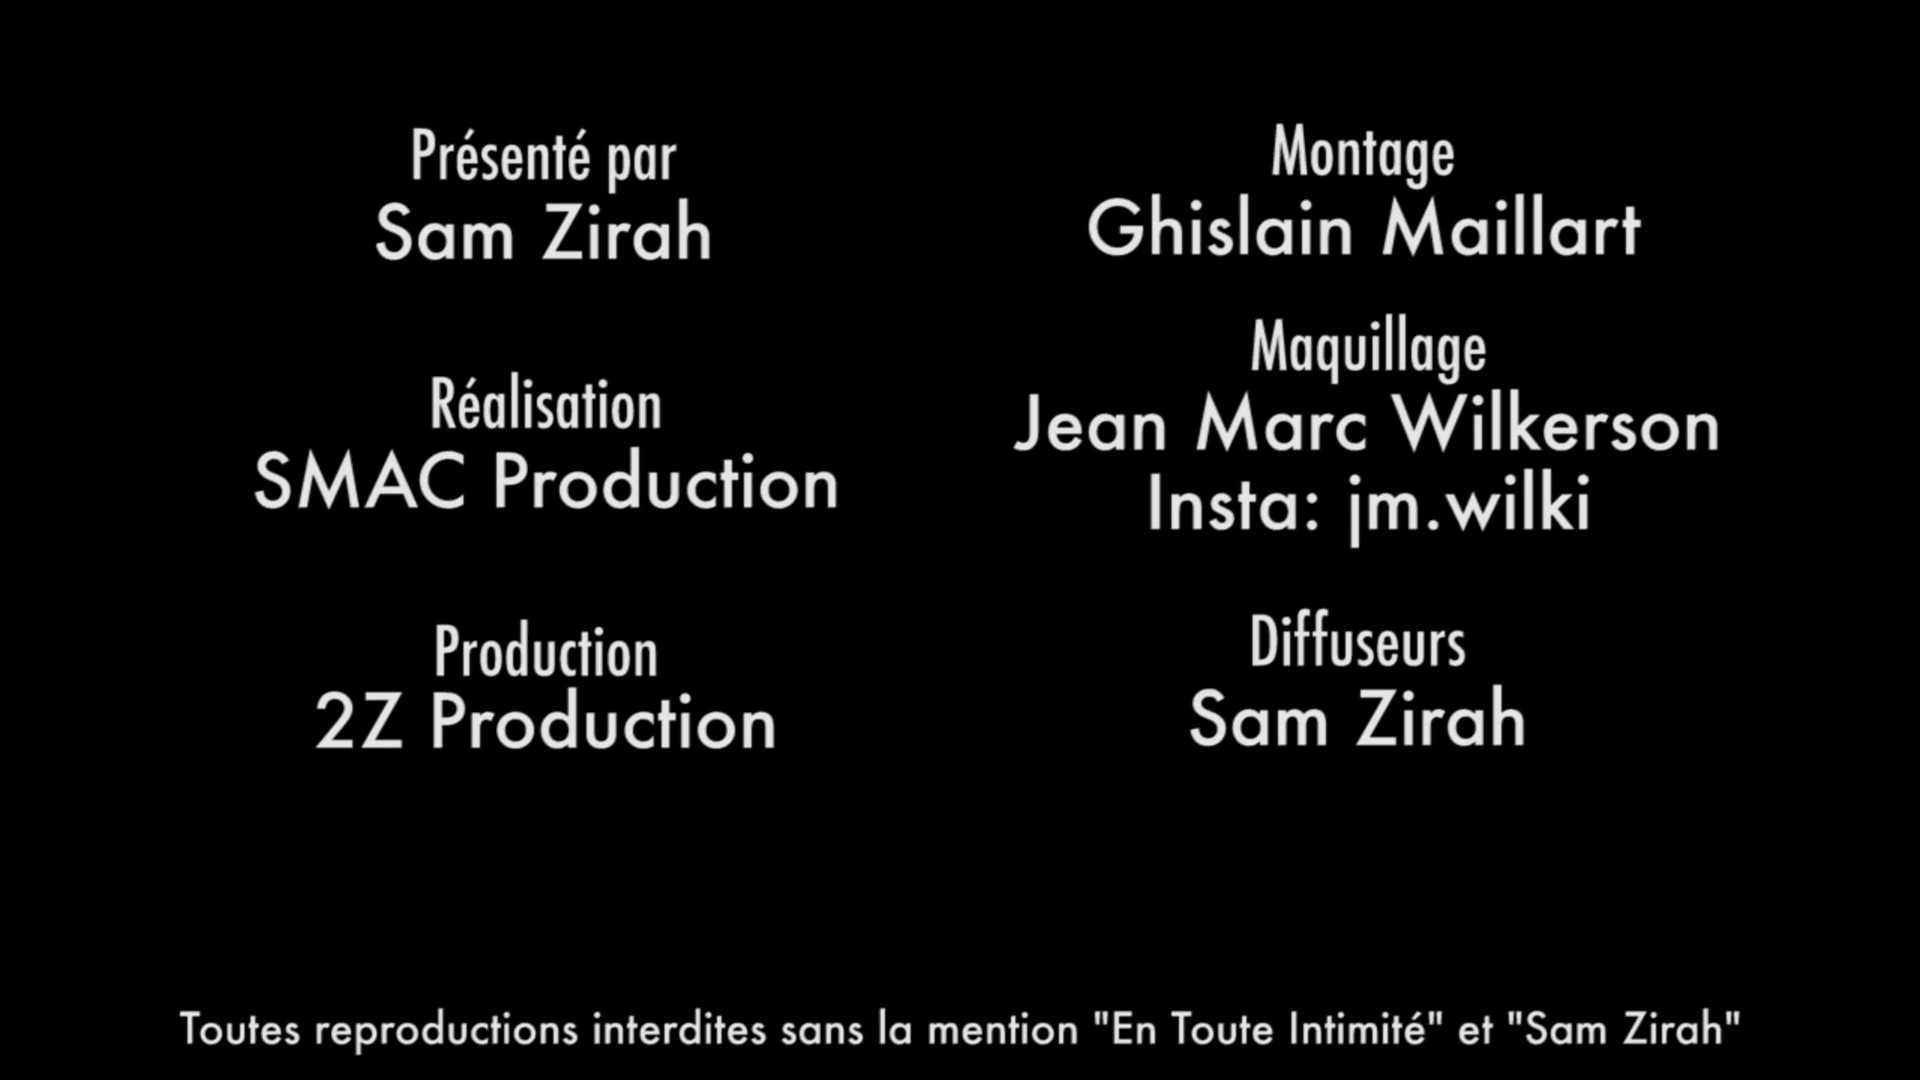 Présenté par
Sam Zirah
Réalisation
SMAC Production
Production
2Z Production
Montage
Ghislain Maillart
Maquillage
Jean Marc Wilkerson
Insta: jm.wilki
Diffuseurs
Sam Zirah
Toutes reproductions interdites sans la mention "En Toute Intimité" et "Sam Zirah"